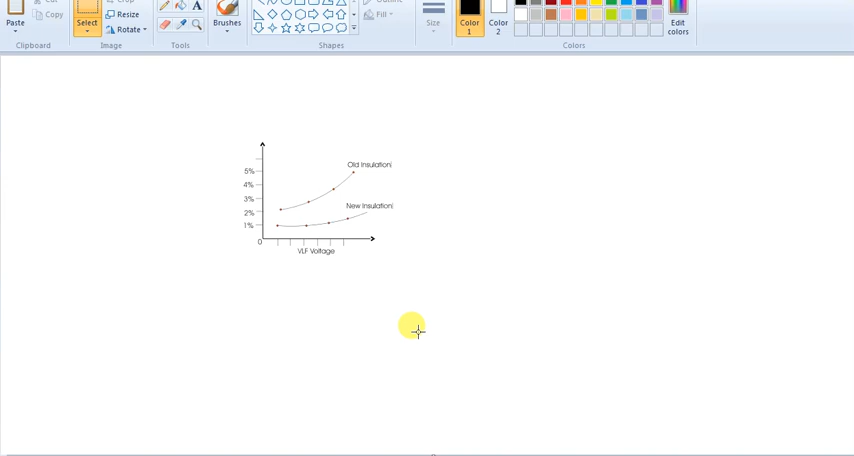 Cut
Crop
Outline
Paste
Copy
Select
Resize
Rotate
A
Brushes
Fill
Size
Color 1
Color 2
Edit colors
Clipboard
Image
Tools
Shapes
Colors
Old Insulation
5%
4%
3%
New Insulation
2%
1%
0
VLF Voltage